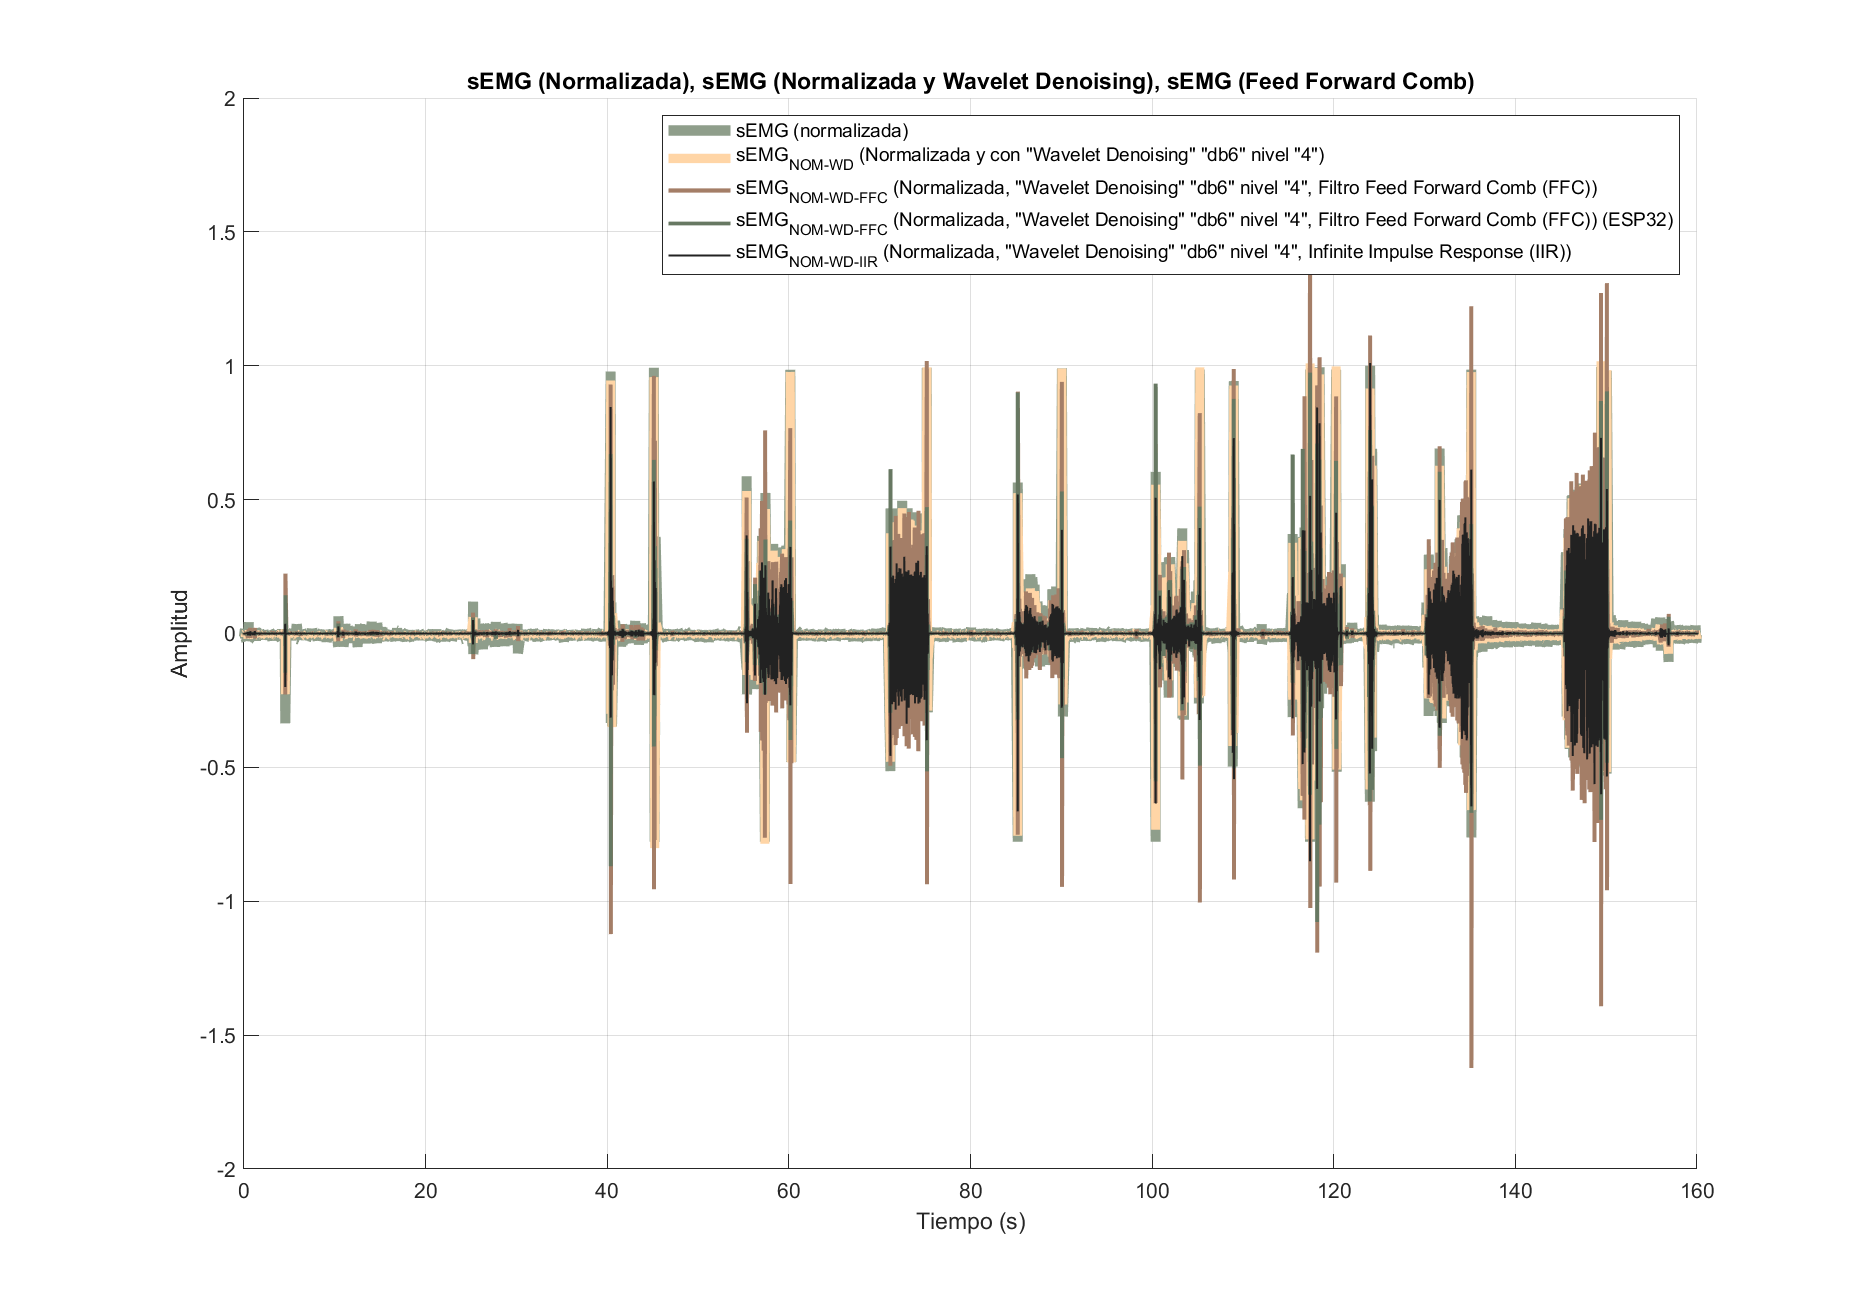 sEMG (Normalizada), sEMG (Normalizada y Wavelet Denoising), sEMG (Feed Forward Comb)
sEMG (normalizada)
sEMG_NOM-WD (Normalizada y con "Wavelet Denoising" "db6" nivel "4")
sEMG_NOM-WD-FFC (Normalizada, "Wavelet Denoising" "db6" nivel "4", Filtro Feed Forward Comb (FFC))
sEMG_NOM-WD-FFC (Normalizada, "Wavelet Denoising" "db6" nivel "4", Filtro Feed Forward Comb (FFC)) (ESP32)
sEMG_NOM-WD-IIR (Normalizada, "Wavelet Denoising" "db6" nivel "4", Infinite Impulse Response (IIR))
Amplitud
2
1.5
1
0.5
0
-0.5
-1
-1.5
-2
0 20 40 60 80 100 120 140 160
Tiempo (s)